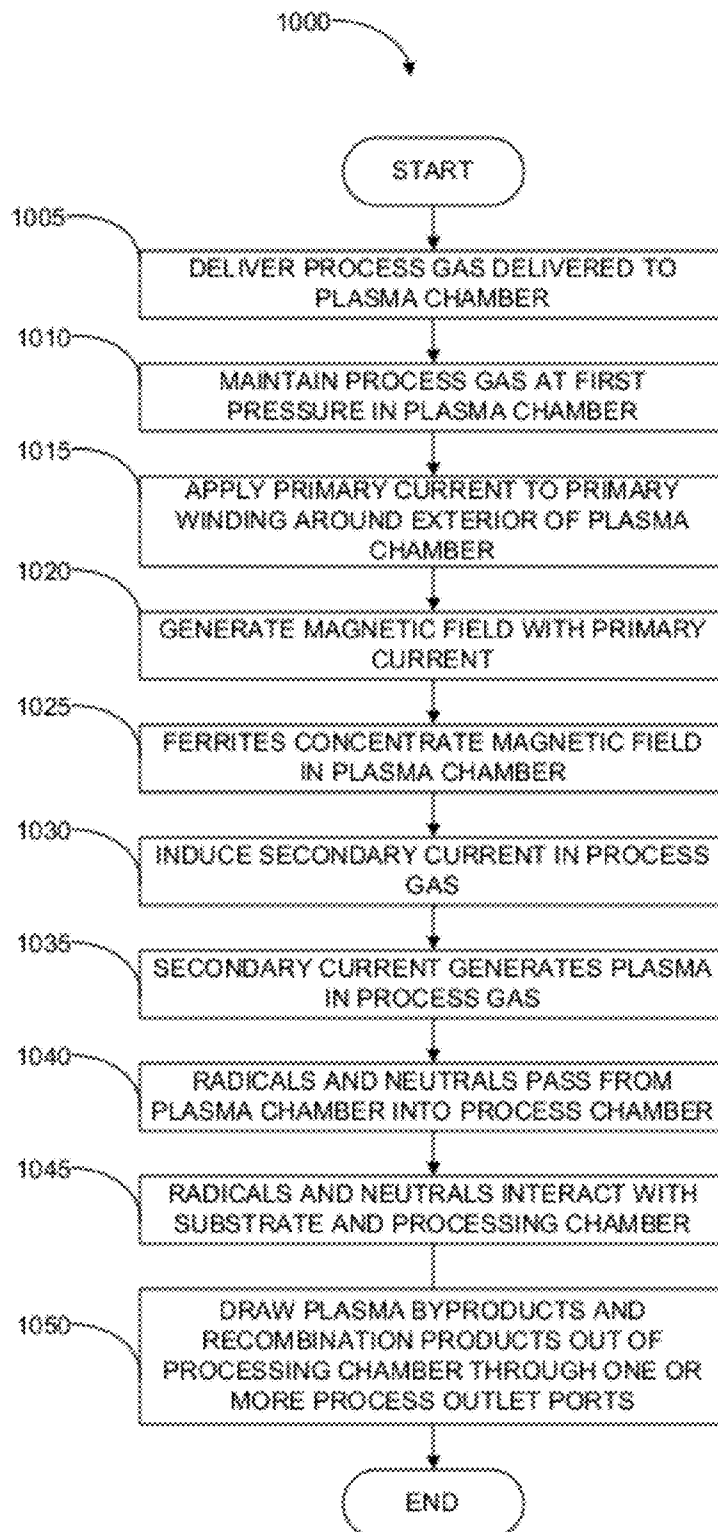 1000
START
1005
DELIVER PROCESS GAS DELIVERED TO
PLASMA CHAMBER
1010
MAINTAIN PROCESS GAS AT FIRST
PRESSURE IN PLASMA CHAMBER
1015
APPLY PRIMARY CURRENT TO PRIMARY
WINDING AROUND EXTERIOR OF PLASMA
CHAMBER
1020
GENERATE MAGNETIC FIELD WITH PRIMARY
CURRENT
1025
FERRITES CONCENTRATE MAGNETIC FIELD
IN PLASMA CHAMBER
1030
INDUCE SECONDARY CURRENT IN PROCESS
GAS
1035
SECONDARY CURRENT GENERATES PLASMA
IN PROCESS GAS
1040
RADICALS AND NEUTRALS PASS FROM
PLASMA CHAMBER INTO PROCESS CHAMBER
1045
RADICALS AND NEUTRALS INTERACT WITH
SUBSTRATE AND PROCESSING CHAMBER
1050
DRAW PLASMA BYPRODUCTS AND
RECOMBINATION PRODUCTS OUT OF
PROCESSING CHAMBER THROUGH ONE OR
MORE PROCESS OUTLET PORTS
END